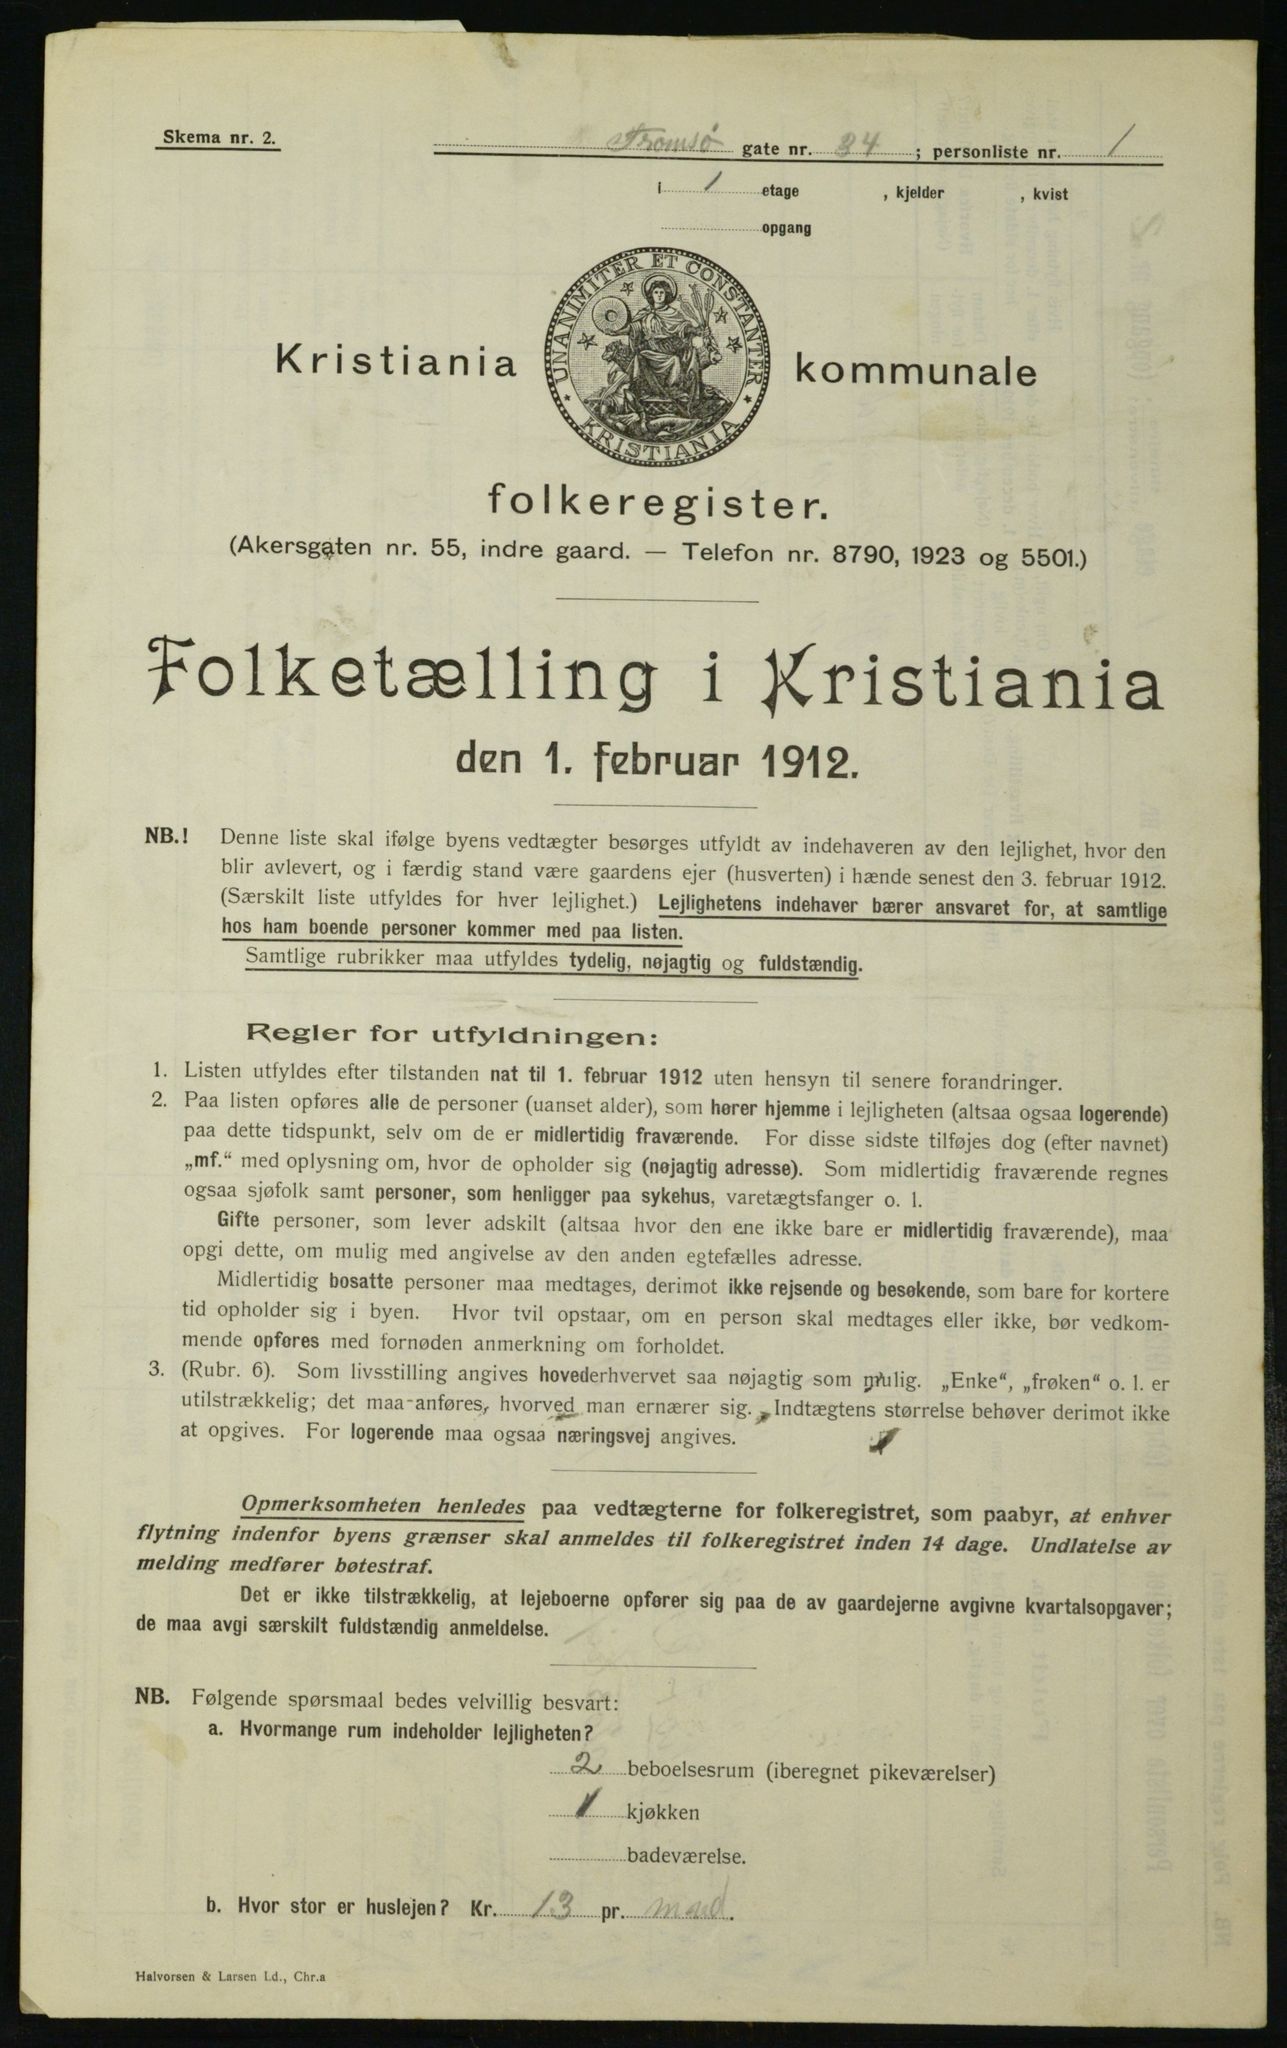 Skema nr. 2.
Tromsø gate nr. 34 ; personliste nr. 1
i 1 etage , kjelder , kvist
opgang
UNANIMITER ET CONSTANTER
KRISTIANIA
Kristiania kommunale
folkeregister.
(Akersgaten nr. 55, indre gaard. — Telefon nr. 8790, 1923 og 5501.)
Folketælling i Kristiania
den 1. februar 1912.
NB.! Denne liste skal ifølge byens vedtægter besørges utfyldt av indehaveren av den lejlighet, hvor den
blir avlevert, og i færdig stand være gaardens ejer (husverten) i hænde senest den 3. februar 1912.
(Særskilt liste utfyldes for hver lejlighet.) Lejlighetens indehaver bærer ansvaret for, at samtlige
hos ham boende personer kommer med paa listen.
Samtlige rubrikker maa utfyldes tydelig, nøjagtig og fuldstændig.
Regler for utfyldningen:
1. Listen utfyldes efter tilstanden nat til 1. februar 1912 uten hensyn til senere forandringer.
2. Paa listen opføres alle de personer (uanset alder), som hører hjemme i lejligheten (altsaa ogsaa logerende)
paa dette tidspunkt, selv om de er midlertidig fraværende. For disse sidste tilføjes dog (efter navnet)
„mf.“ med oplysning om, hvor de opholder sig (nøjagtig adresse). Som midlertidig fraværende regnes
ogsaa sjøfolk samt personer, som henligger paa sykehus, varetægtsfanger o. l.
Gifte personer, som lever adskilt (altsaa hvor den ene ikke bare er midlertidig fraværende), maa
opgi dette, om mulig med angivelse av den anden egtefælles adresse.
Midlertidig bosatte personer maa medtages, derimot ikke rejsende og besøkende, som bare for kortere
tid opholder sig i byen. Hvor tvil opstaar, om en person skal medtages eller ikke, bør vedkom-
mende opføres med fornøden anmerkning om forholdet.
3. (Rubr. 6). Som livsstilling angives hovederhvervet saa nøjagtig som mulig. „Enke“, „frøken“ o. l. er
utilstrækkelig; det maa anføres, hvorved man ernærer sig. Indtægtens størrelse behøver derimot ikke
at opgives. For logerende maa ogsaa næringsvej angives.
Opmerksomheten henledes paa vedtægterne for folkeregistret, som paabyr, at enhver
flytning indenfor byens grænser skal anmeldes til folkeregistret inden 14 dage. Undlatelse av
melding medfører bøtestraf.
Det er ikke tilstrækkelig, at lejeboerne opfører sig paa de av gaardejerne avgivne kvartalsopgaver;
de maa avgi særskilt fuldstændig anmeldelse.
NB. Følgende spørsmaal bedes velvillig besvart:
a. Hvormange rum indeholder lejligheten?
2 beboelsesrum (iberegnet pikeværelser)
1 kjøkken
badeværelse.
b. Hvor stor er huslejen? Kr. 13 pr. maad.
Halvorsen & Larsen Ld., Chr.a